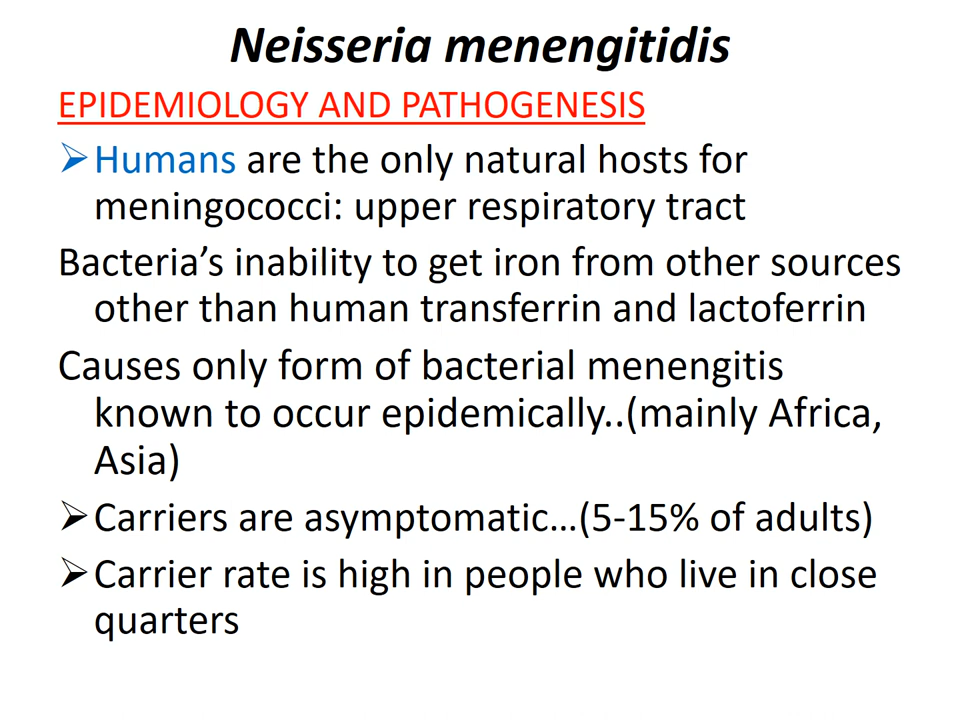 Neisseria menengitidis
EPIDEMIOLOGY AND PATHOGENESIS
➢Humans are the only natural hosts for
meningococci: upper respiratory tract
Bacteria’s inability to get iron from other sources
other than human transferrin and lactoferrin
Causes only form of bacterial menengitis
known to occur epidemically..(mainly Africa,
Asia)
➢Carriers are asymptomatic…(5-15% of adults)
➢Carrier rate is high in people who live in close
quarters